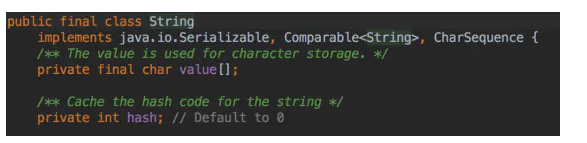 public final class String
implements java.io.Serializable, Comparable<String>, CharSequence {
/** The value is used for character storage. */
private final char value[];
/** Cache the hash code for the string */
private int hash; // Default to 0